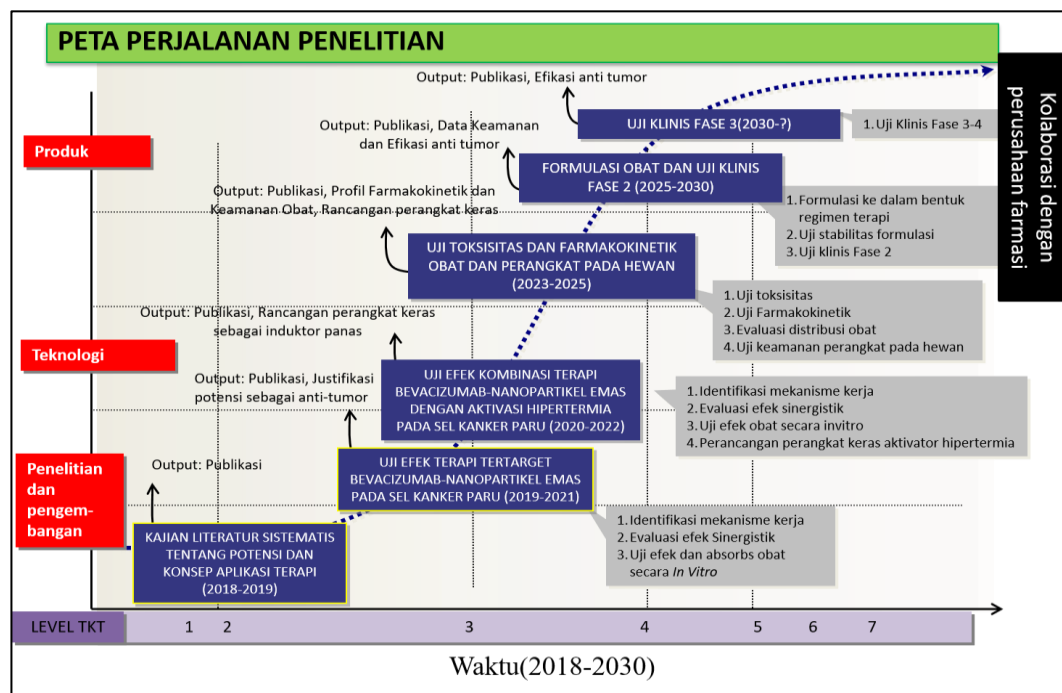 PETA PERJALANAN PENELITIAN
Kolaborasi dengan
perusahaan farmasi
Output: Publikasi, Efikasi anti tumor
UJI KLINIS FASE 3(2030-?)
1. Uji Klinis Fase 3-4
Produk
Output: Publikasi, Data Keamanan
dan Efikasi anti tumor
FORMULASI OBAT DAN UJI KLINIS
FASE 2 (2025-2030)
1. Formulasi ke dalam bentuk
regimen terapi
2. Uji stabilitas formulasi
3. Uji klinis Fase 2
Output: Publikasi, Profil Farmakokinetik dan
Keamanan Obat, Rancangan perangkat keras
UJI TOKSISITAS DAN FARMAKOKINETIK
OBAT DAN PERANGKAT PADA HEWAN
(2023-2025)
1. Uji toksisitas
2. Uji Farmakokinetik
3. Evaluasi distribusi obat
4. Uji keamanan perangkat pada hewan
Teknologi
Output: Publikasi, Rancangan perangkat keras
sebagai induktor panas
UJI EFEK KOMBINASI TERAPI
BEVACIZUMAB-NANOPARTIKEL EMAS
DENGAN AKTIVASI HIPERTERMIA
PADA SEL KANKER PARU (2020-2022)
1. Identifikasi mekanisme kerja
2. Evaluasi efek sinergistik
3. Uji efek obat secara invitro
4. Perancangan perangkat keras aktivator hipertermia
Output: Publikasi, Justifikasi
potensi sebagai anti-tumor
UJI EFEK TERAPI TERTARGET
BEVACIZUMAB-NANOPARTIKEL EMAS
PADA SEL KANKER PARU (2019-2021)
1. Identifikasi mekanisme kerja
2. Evaluasi efek Sinergistik
3. Uji efek dan absorbs obat
secara In Vitro
Penelitian
dan
pengem-
bangan
Output: Publikasi
KAJIAN LITERATUR SISTEMATIS
TENTANG POTENSI DAN
KONSEP APLIKASI TERAPI
(2018-2019)
LEVEL TKT 1 2 3 4 5 6 7
Waktu(2018-2030)